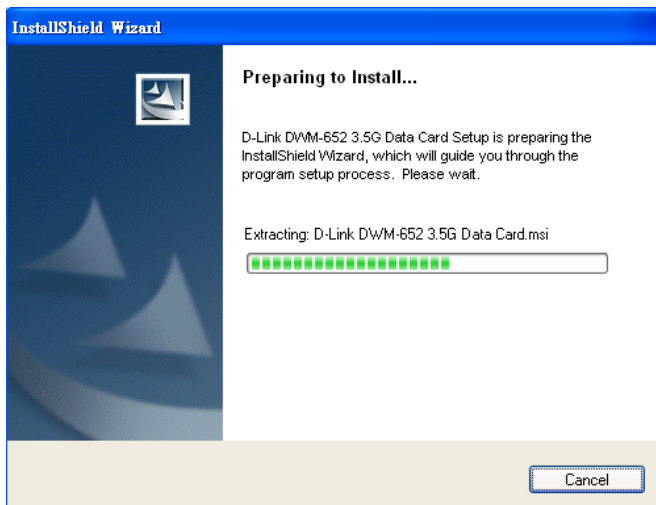 InstallShield Wizard
Preparing to Install...
D-Link DWM-652 3.5G Data Card Setup is preparing the
InstallShield Wizard, which will guide you through the
program setup process. Please wait.
Extracting: D-Link DWM-652 3.5G Data Card.msi
Cancel